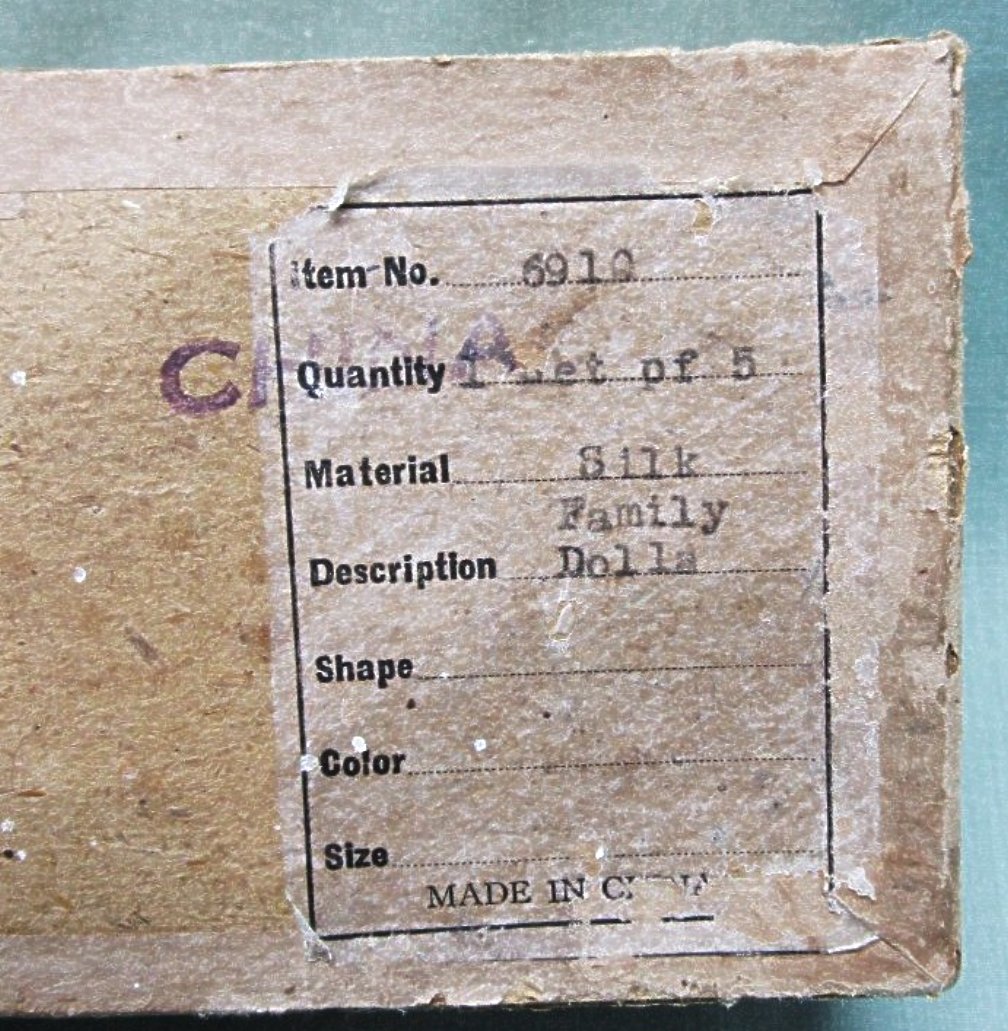 Item No. 6910
CHINA
Quantity 1 Set of 5
Material Silk
Family
Description Dolls
Shape
Color
Size
MADE IN CHINA